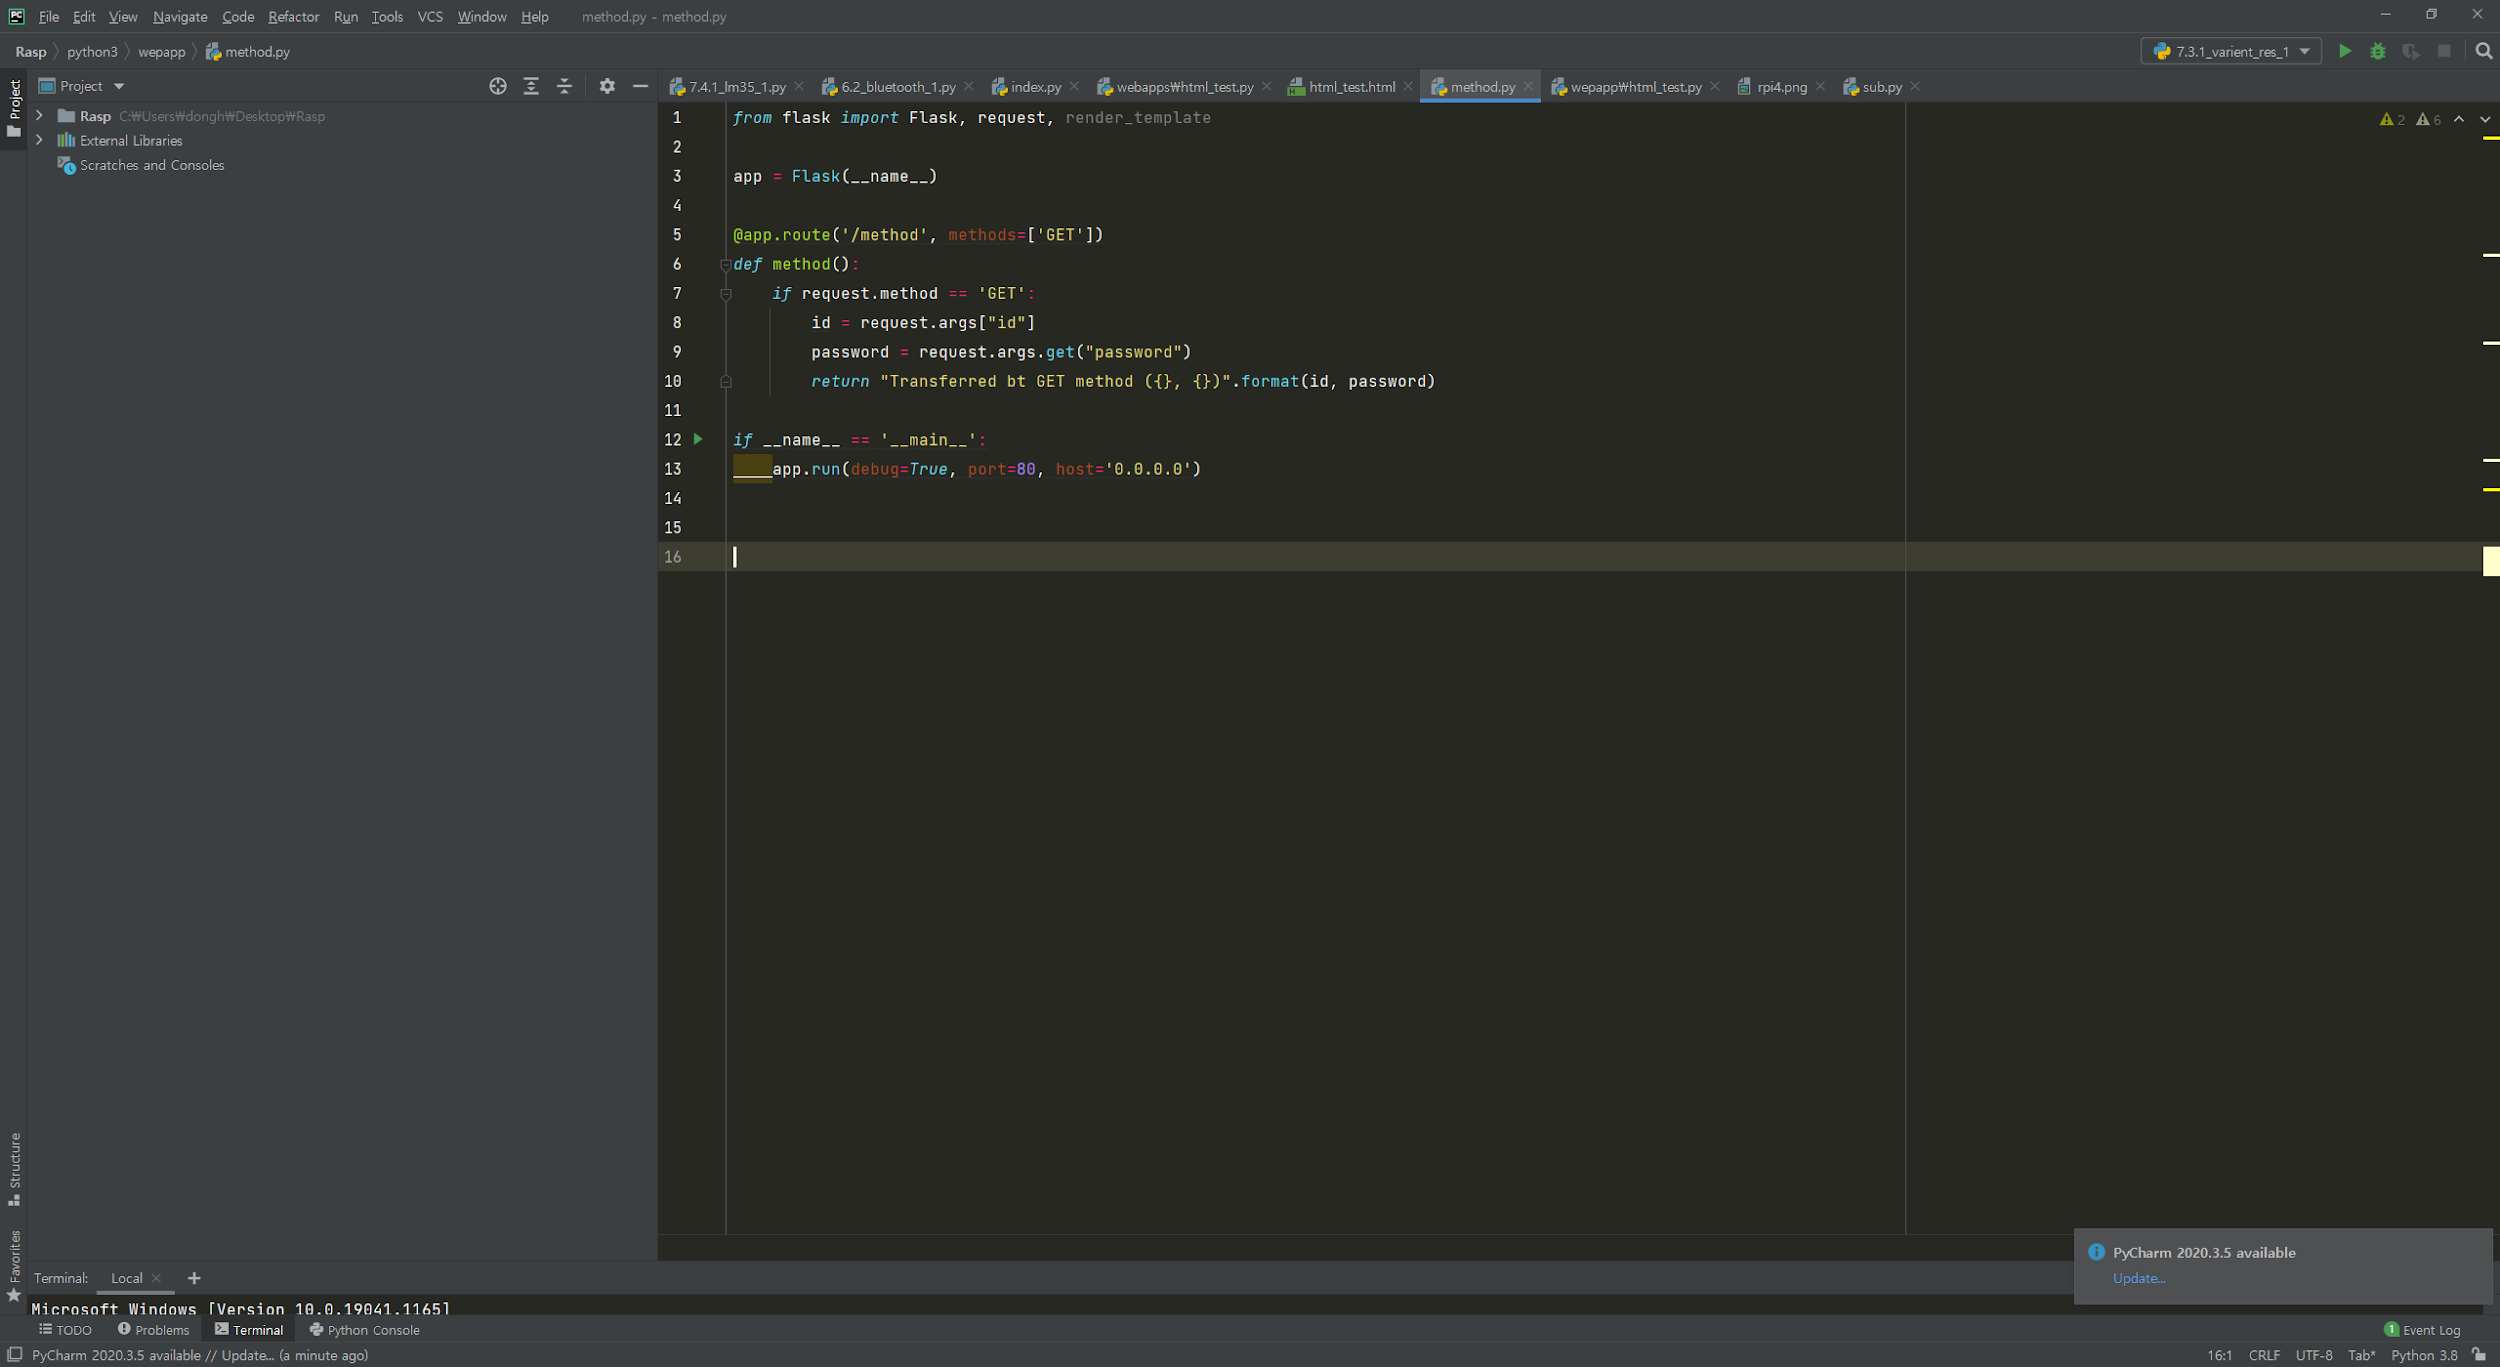 File Edit View Navigate Code Refactor Run Tools VCS Window Help method.py - method.py
Rasp python3 wepapp method.py 7.3.1_varient_res_1
Project
Project
7.4.1_lm35_1.py 6.2_bluetooth_1.py index.py webapps₩html_test.py html_test.html method.py wepapp₩html_test.py rpi4.png sub.py
Rasp C:₩Users₩dongh₩Desktop₩Rasp
External Libraries
Scratches and Consoles
2 6
1 from flask import Flask, request, render_template
2
3 app = Flask(__name__)
4
5 @app.route('/method', methods=['GET'])
6 def method():
7 if request.method == 'GET':
8 id = request.args["id"]
9 password = request.args.get("password")
10 return "Transferred bt GET method ({}, {})".format(id, password)
11
12 if __name__ == '__main__':
13 app.run(debug=True, port=80, host='0.0.0.0')
14
15
16
Structure
Favorites
PyCharm 2020.3.5 available
Update...
Terminal: Local
Microsoft Windows [Version 10.0.19041.1165]
TODO Problems Terminal Python Console 1 Event Log
PyCharm 2020.3.5 available // Update... (a minute ago) 16:1 CRLF UTF-8 Tab* Python 3.8